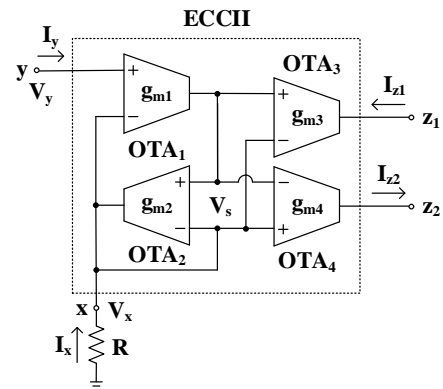 ECCII
I_y
y
V_y
+
g_m1
−
OTA_1
OTA_3
+
g_m3
−
I_z1
z_1
+
g_m2
−
OTA_2
V_s
−
g_m4
+
OTA_4
I_z2
z_2
x
V_x
I_x
R